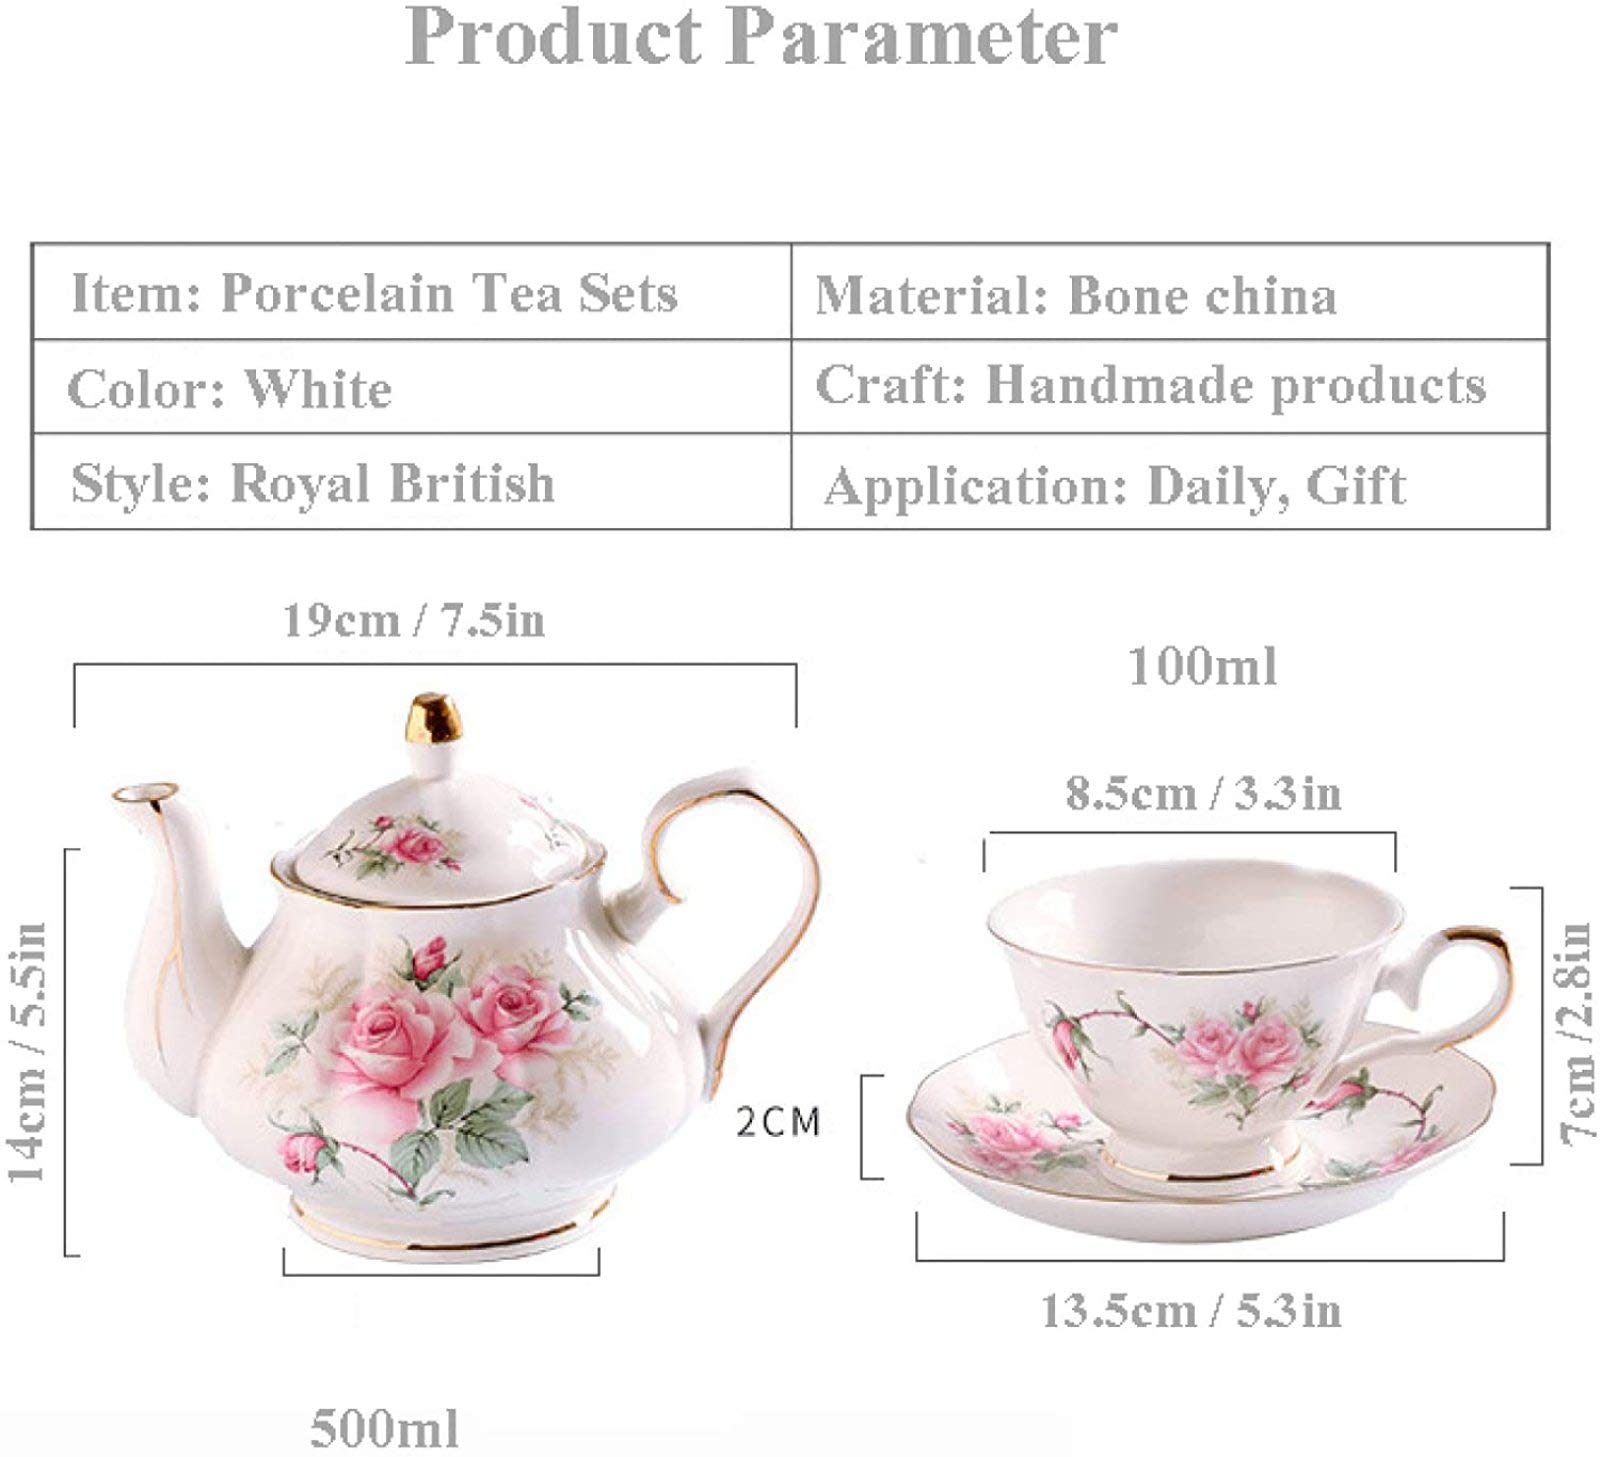 Product Parameter
Item: Porcelain Tea Sets
Material: Bone china
Color: White
Craft: Handmade products
Style: Royal British
Application: Daily, Gift
19cm / 7.5in
100ml
8.5cm / 3.3in
14cm / 5.5in
7cm /2.8in
2CM
13.5cm / 5.3in
500ml